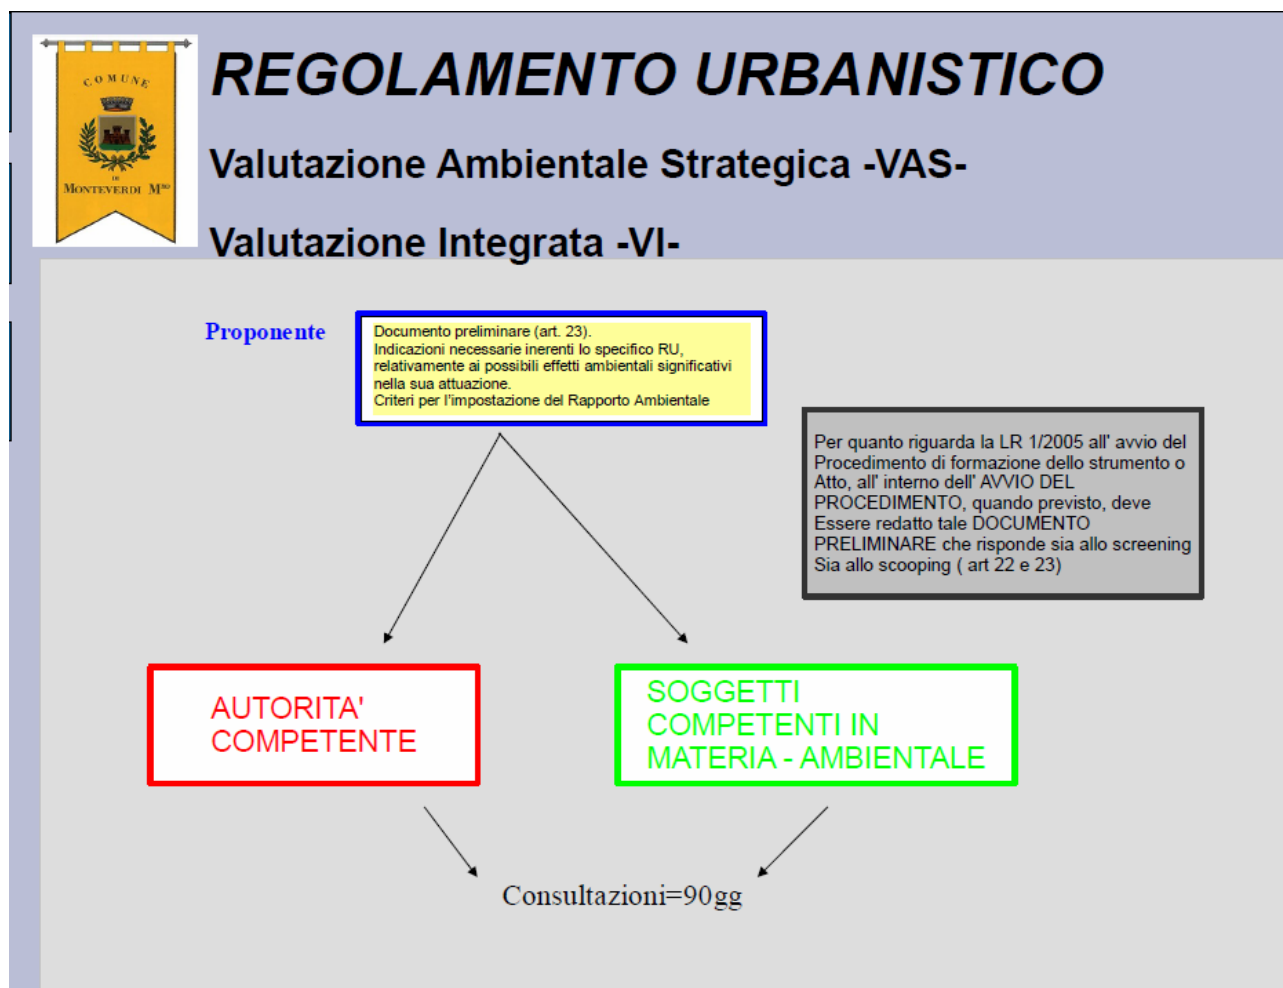 COMUNE
DI
MONTEVERDI M.MO
REGOLAMENTO URBANISTICO
Valutazione Ambientale Strategica -VAS-
Valutazione Integrata -VI-
Proponente
Documento preliminare (art. 23).
Indicazioni necessarie inerenti lo specifico RU,
relativamente ai possibili effetti ambientali significativi
nella sua attuazione.
Criteri per l'impostazione del Rapporto Ambientale
Per quanto riguarda la LR 1/2005 all' avvio del
Procedimento di formazione dello strumento o
Atto, all' interno dell' AVVIO DEL
PROCEDIMENTO, quando previsto, deve
Essere redatto tale DOCUMENTO
PRELIMINARE che risponde sia allo screening
Sia allo scooping ( art 22 e 23)
AUTORITA'
COMPETENTE
SOGGETTI
COMPETENTI IN
MATERIA - AMBIENTALE
Consultazioni=90gg